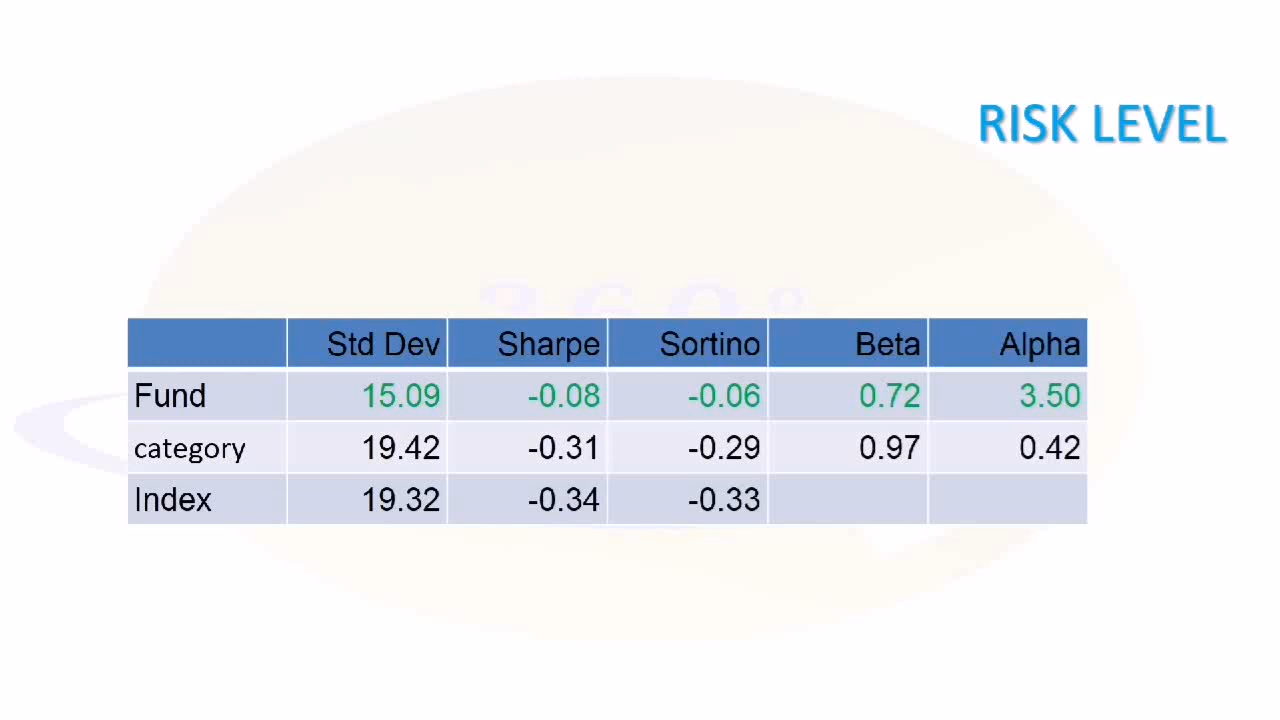 RISK LEVEL
Std Dev Sharpe Sortino Beta Alpha
Fund 15.09 -0.08 -0.06 0.72 3.50
category 19.42 -0.31 -0.29 0.97 0.42
Index 19.32 -0.34 -0.33